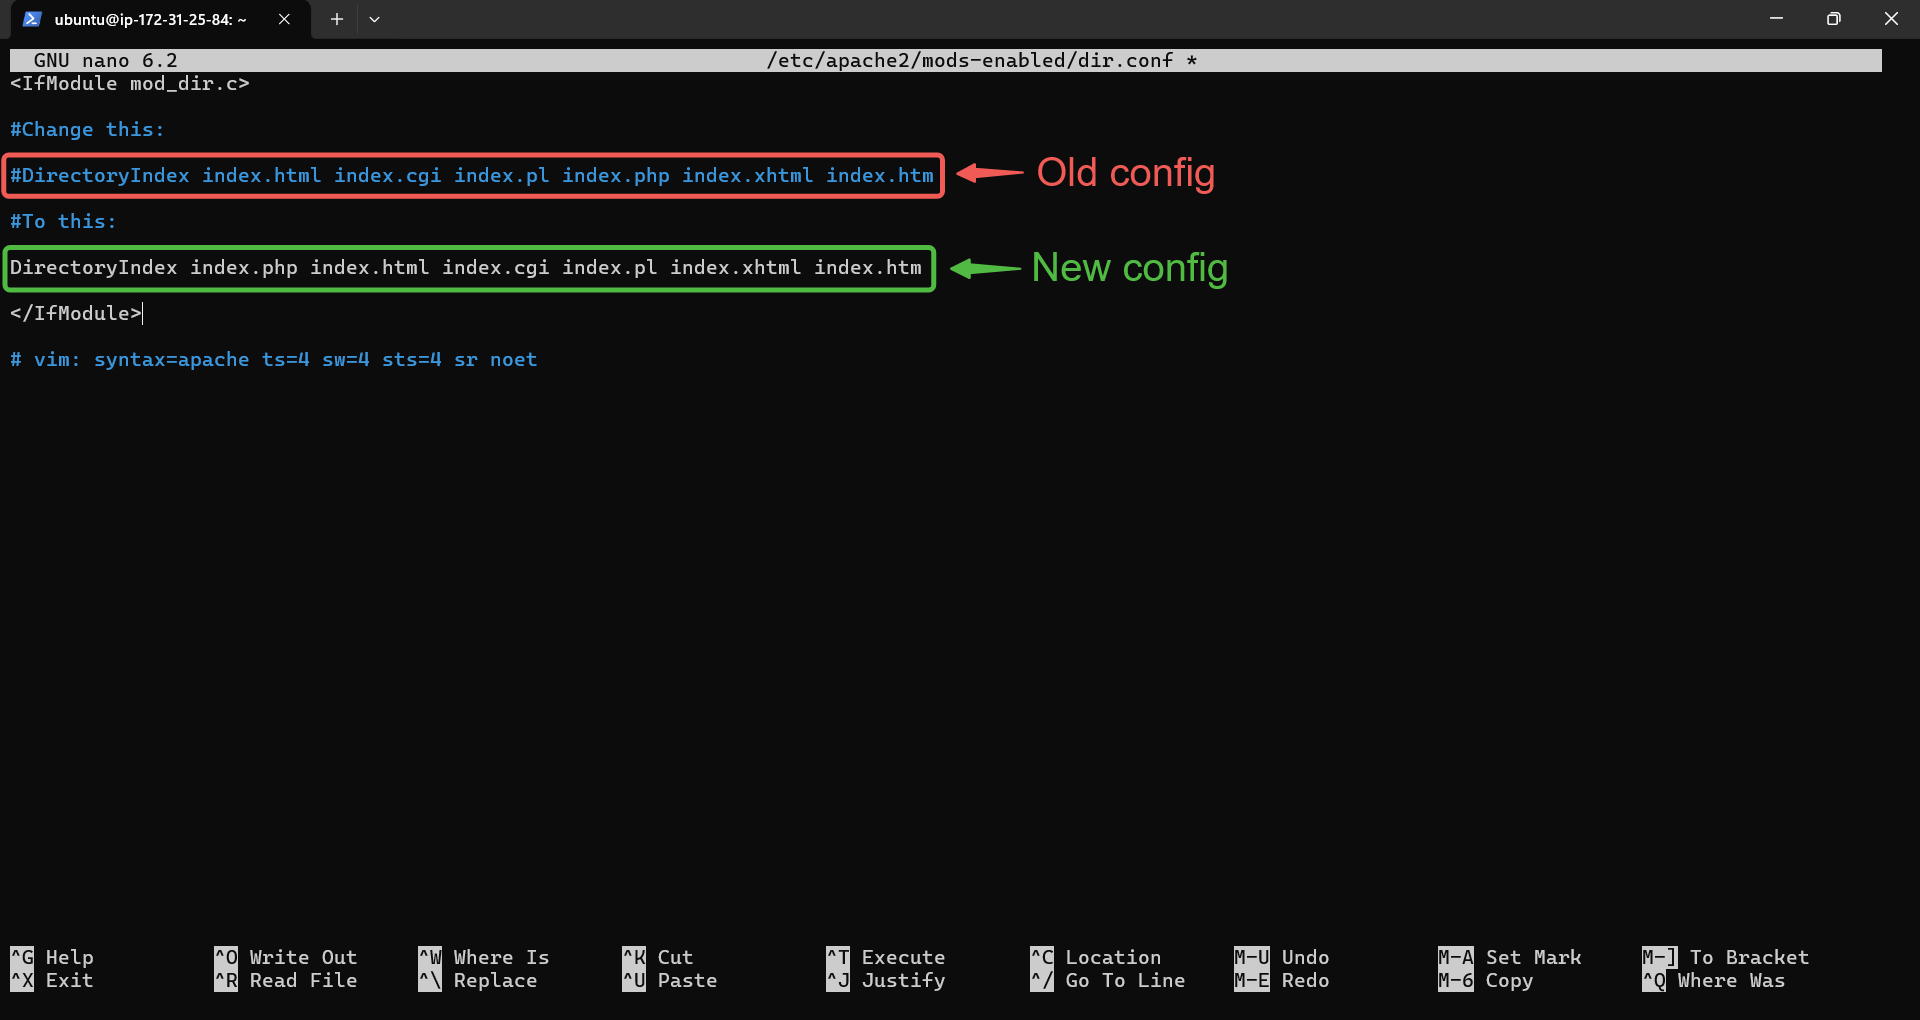 ubuntu@ip-172-31-25-84: ~
GNU nano 6.2 /etc/apache2/mods-enabled/dir.conf *
<IfModule mod_dir.c>
#Change this:
#DirectoryIndex index.html index.cgi index.pl index.php index.xhtml index.htm
Old config
#To this:
DirectoryIndex index.php index.html index.cgi index.pl index.xhtml index.htm
New config
</IfModule>
# vim: syntax=apache ts=4 sw=4 sts=4 sr noet
^G Help ^O Write Out ^W Where Is ^K Cut ^T Execute ^C Location M-U Undo M-A Set Mark M-] To Bracket
^X Exit ^R Read File ^\ Replace ^U Paste ^J Justify ^/ Go To Line M-E Redo M-6 Copy ^Q Where Was